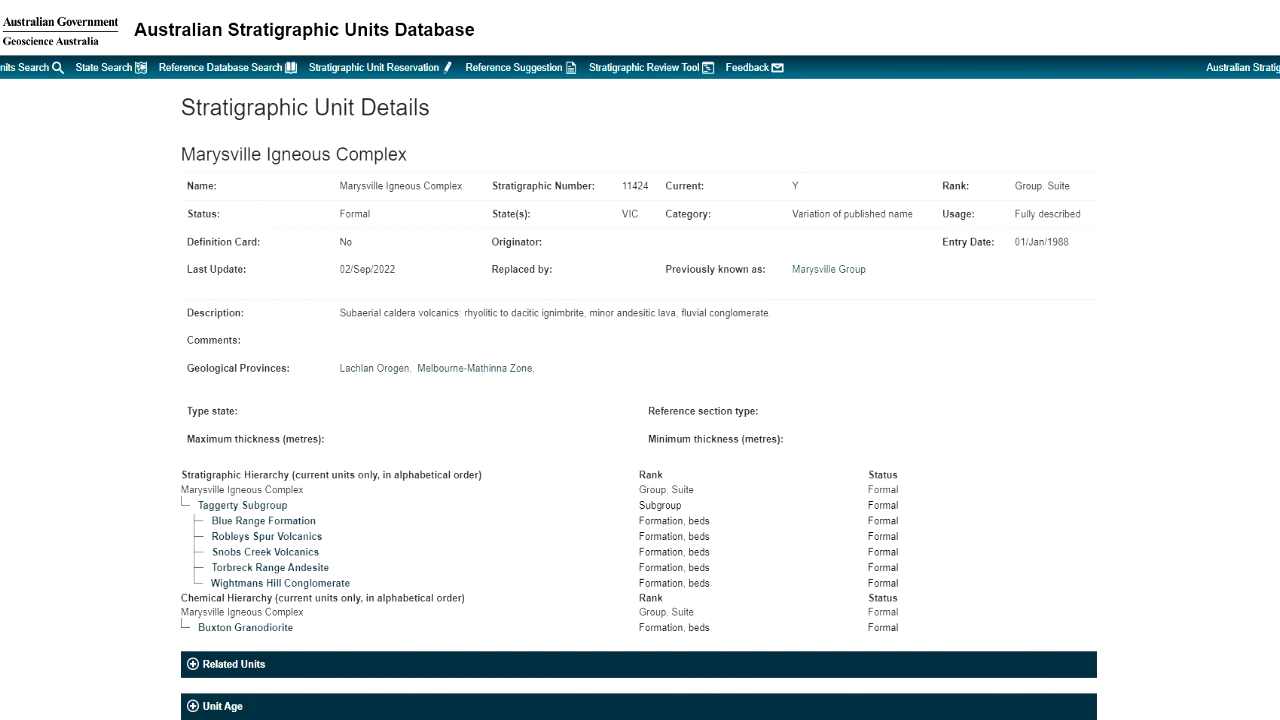 Australian Government
Geoscience Australia
Australian Stratigraphic Units Database
nits Search State Search Reference Database Search Stratigraphic Unit Reservation Reference Suggestion Stratigraphic Review Tool Feedback Australian Stratig
Stratigraphic Unit Details
Marysville Igneous Complex
Name: Marysville Igneous Complex Stratigraphic Number: 11424 Current: Y Rank: Group, Suite
Status: Formal State(s): VIC Category: Variation of published name Usage: Fully described
Definition Card: No Originator: Entry Date: 01/Jan/1988
Last Update: 02/Sep/2022 Replaced by: Previously known as: Marysville Group
Description: Subaerial caldera volcanics: rhyolitic to dacitic ignimbrite, minor andesitic lava, fluvial conglomerate.
Comments:
Geological Provinces: Lachlan Orogen, Melbourne-Mathinna Zone,
Type state: Reference section type:
Maximum thickness (metres): Minimum thickness (metres):
Stratigraphic Hierarchy (current units only, in alphabetical order) Rank Status
Marysville Igneous Complex Group, Suite Formal
Taggerty Subgroup Subgroup Formal
Blue Range Formation Formation, beds Formal
Robleys Spur Volcanics Formation, beds Formal
Snobs Creek Volcanics Formation, beds Formal
Torbreck Range Andesite Formation, beds Formal
Wightmans Hill Conglomerate Formation, beds Formal
Chemical Hierarchy (current units only, in alphabetical order) Rank Status
Marysville Igneous Complex Group, Suite Formal
Buxton Granodiorite Formation, beds Formal
Related Units
Unit Age